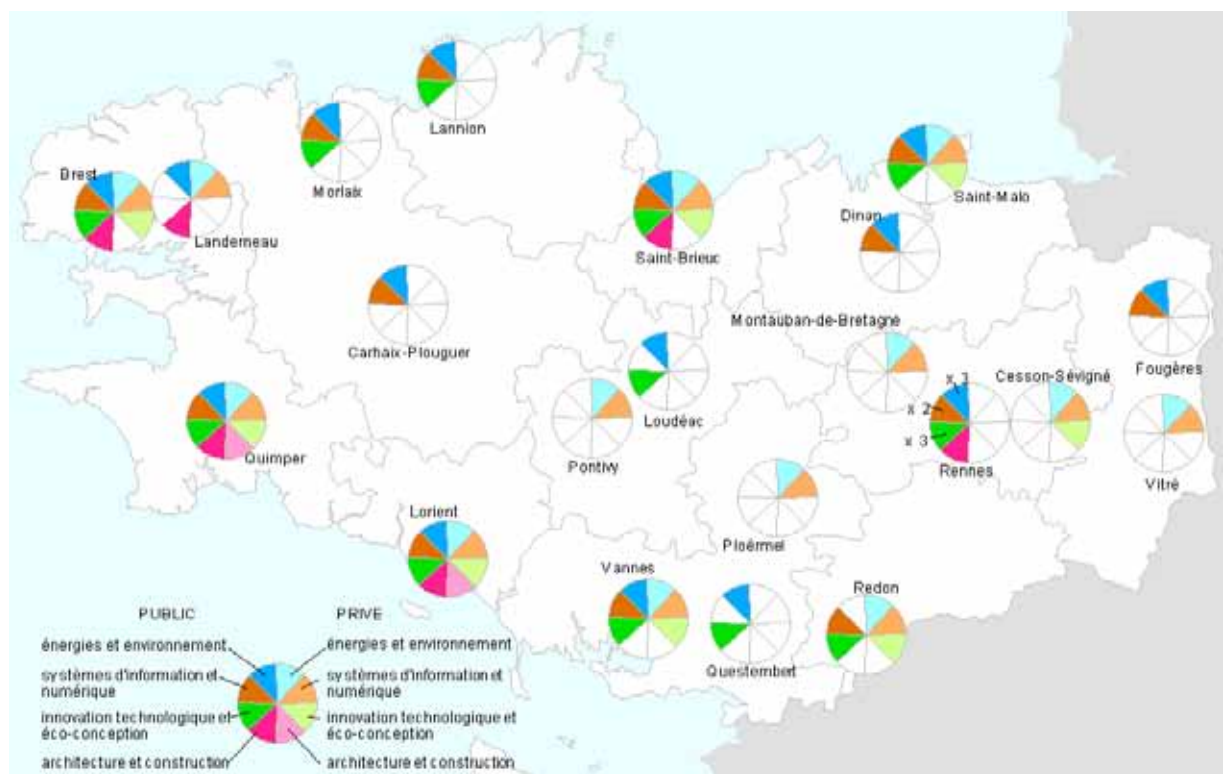 Lannion
Morlaix
Brest
Landerneau
Saint-Malo
Dinan
Saint-Brieuc
Carhaix-Plouguer
Montauban-de-Bretagne
Loudéac
Cesson-Sévigné
Fougères
x 3
x 2
x 3
Rennes
Quimper
Pontivy
Vitré
Lorient
Ploërmel
Vannes
Redon
Questembert
PUBLIC
PRIVE
énergies et environnement
énergies et environnement
systèmes d'information et
numérique
systèmes d'information et
numérique
innovation technologique et
éco-conception
innovation technologique et
éco-conception
architecture et construction
architecture et construction